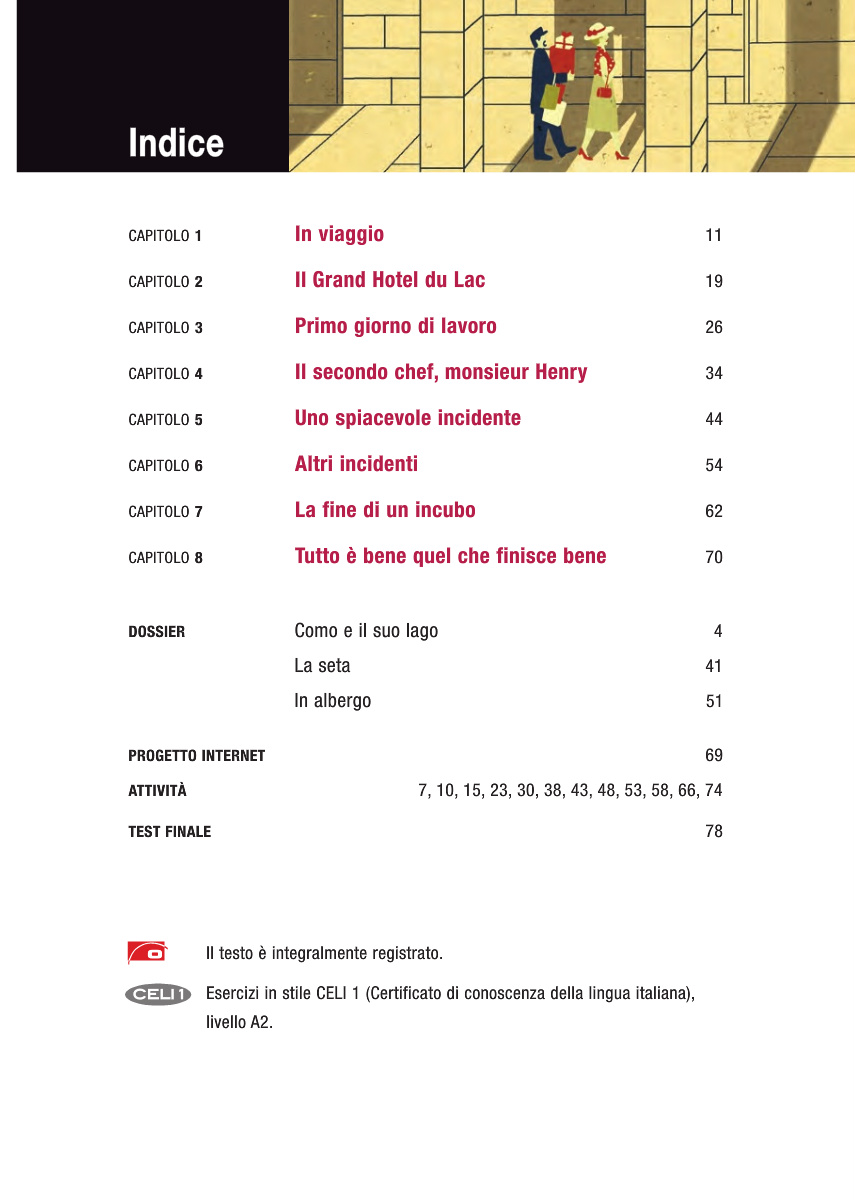 Indice
CAPITOLO 1 In viaggio 11
CAPITOLO 2 Il Grand Hotel du Lac 19
CAPITOLO 3 Primo giorno di lavoro 26
CAPITOLO 4 Il secondo chef, monsieur Henry 34
CAPITOLO 5 Uno spiacevole incidente 44
CAPITOLO 6 Altri incidenti 54
CAPITOLO 7 La fine di un incubo 62
CAPITOLO 8 Tutto è bene quel che finisce bene 70
DOSSIER Como e il suo lago 4
La seta 41
In albergo 51
PROGETTO INTERNET 69
ATTIVITÀ 7, 10, 15, 23, 30, 38, 43, 48, 53, 58, 66, 74
TEST FINALE 78
Il testo è integralmente registrato.
CELI 1 Esercizi in stile CELI 1 (Certificato di conoscenza della lingua italiana),
livello A2.